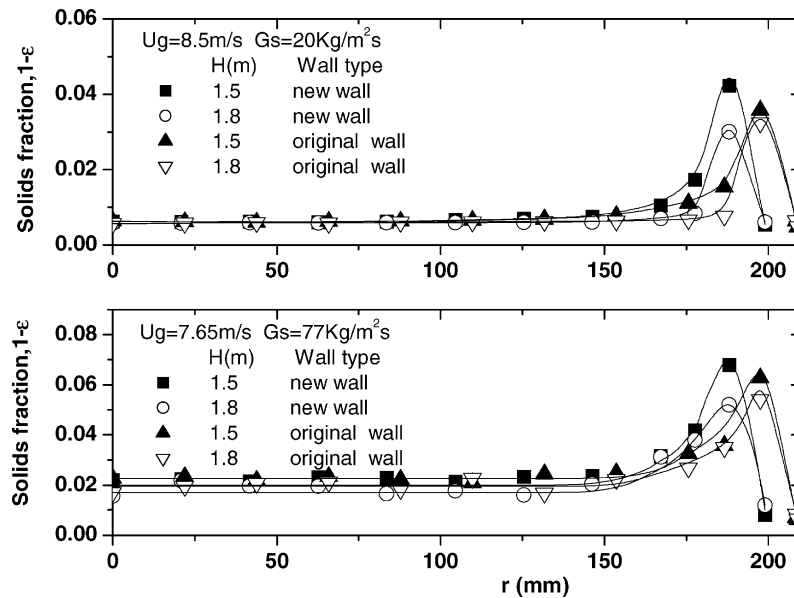 0.06
Ug=8.5m/s Gs=20Kg/m²s
H(m) Wall type
1.5 new wall
1.8 new wall
1.5 original wall
1.8 original wall
0.04
0.02
0.00
Solids fraction,1-ε
0 50 100 150 200
0.08
Ug=7.65m/s Gs=77Kg/m²s
H(m) Wall type
1.5 new wall
1.8 new wall
1.5 original wall
1.8 original wall
0.06
0.04
0.02
0.00
Solids fraction,1-ε
0 50 100 150 200
r (mm)